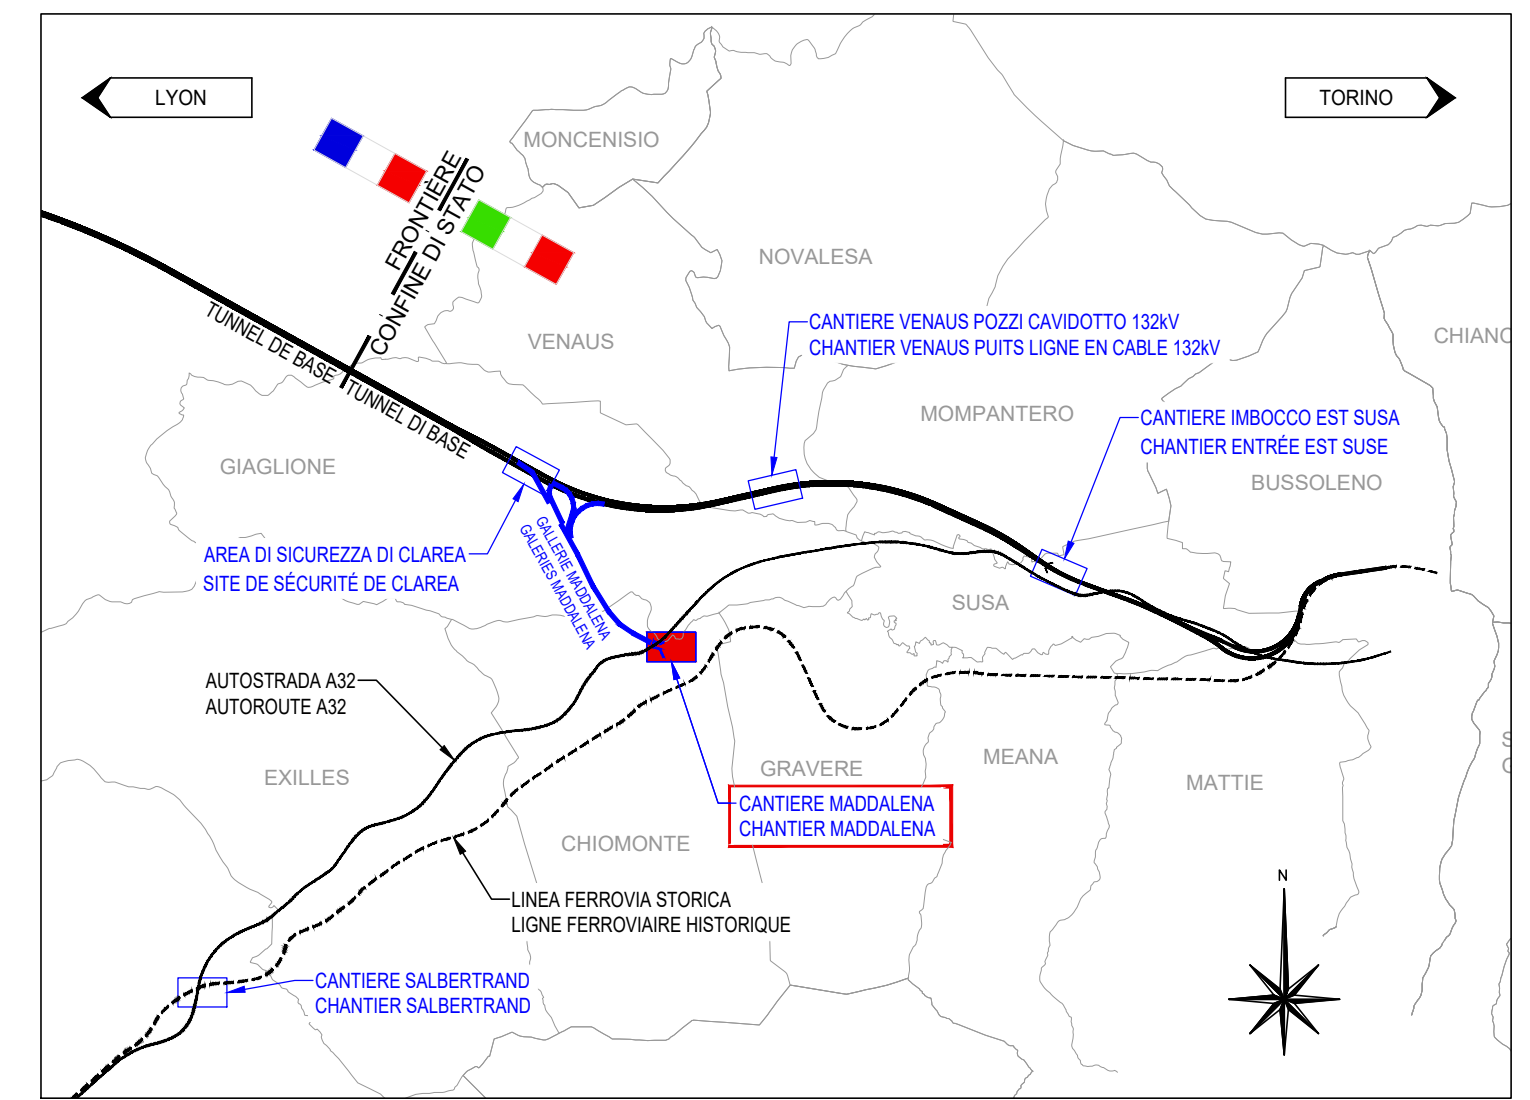 LYON
TORINO
MONCENISIO
FRONTIÈRE
CONFINE DI STATO
NOVALESA
VENAUS
CANTIERE VENAUS POZZI CAVIDOTTO 132kV
CHANTIER VENAUS PUITS LIGNE EN CABLE 132kV
CHIANO
TUNNEL DE BASE
TUNNEL DI BASE
MOMPANTERO
CANTIERE IMBOCCO EST SUSA
CHANTIER ENTRÉE EST SUSE
GIAGLIONE
BUSSOLENO
AREA DI SICUREZZA DI CLAREA
SITE DE SÉCURITÉ DE CLAREA
GALLERIE MADDALENA
GALERIES MADDALENA
SUSA
AUTOSTRADA A32
AUTOROUTE A32
EXILLES
GRAVERE
MEANA
MATTIE
S
C
CANTIERE MADDALENA
CHANTIER MADDALENA
CHIOMONTE
LINEA FERROVIA STORICA
LIGNE FERROVIAIRE HISTORIQUE
N
CANTIERE SALBERTRAND
CHANTIER SALBERTRAND